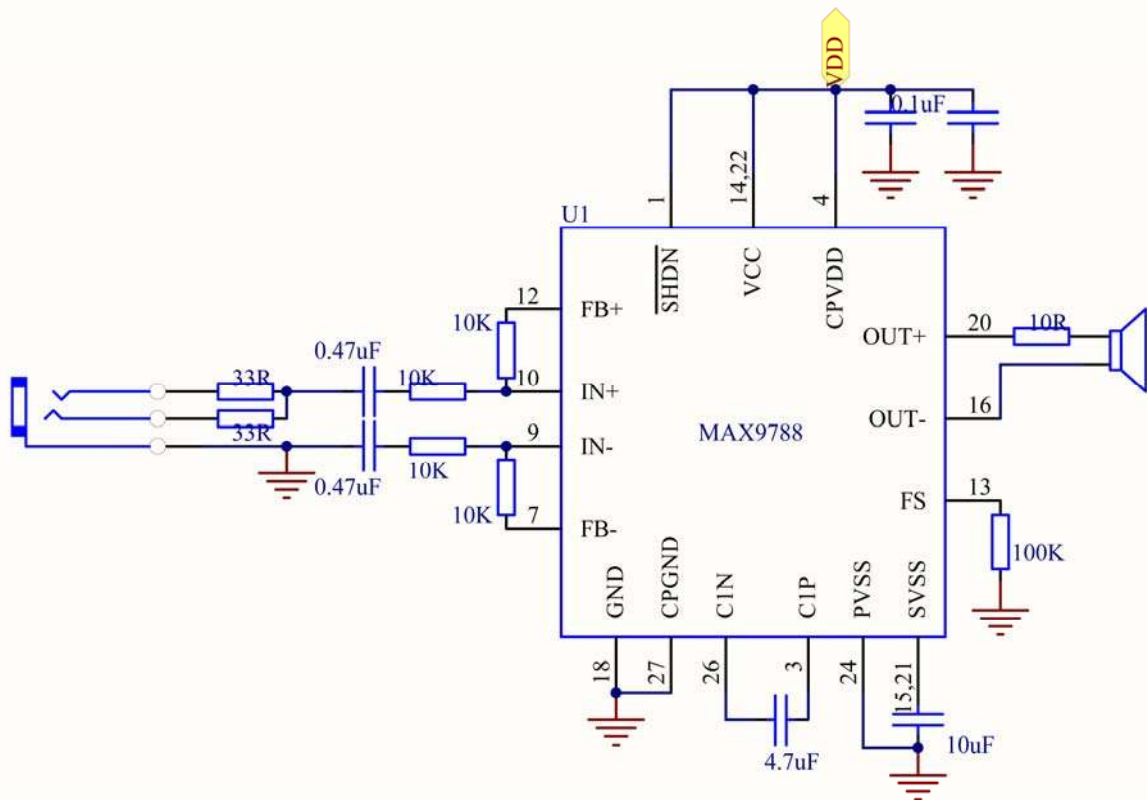 VDD
0.1uF
1
14,22
4
U1
SHDN
VCC
CPVDD
12
FB+
10K
OUT+
20
10R
0.47uF
33R
10K
10
IN+
33R
9
IN-
OUT-
16
MAX9788
0.47uF
10K
10K
7
FB-
FS
13
100K
GND
CPGND
C1N
C1P
PVSS
SVSS
18
27
26
3
24
15,21
4.7uF
10uF